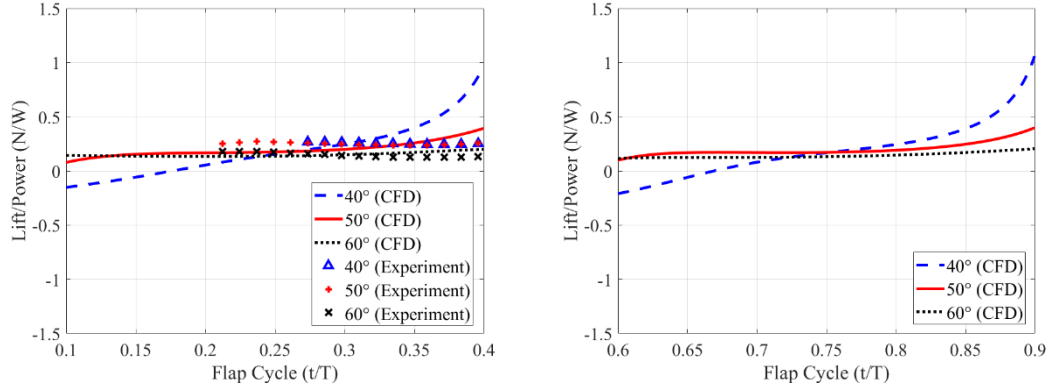 1.5
1
0.5
0
-0.5
-1
-1.5
Lift/Power (N/W)
0.1
0.15
0.2
0.25
0.3
0.35
0.4
Flap Cycle (t/T)
40° (CFD)
50° (CFD)
60° (CFD)
40° (Experiment)
50° (Experiment)
60° (Experiment)
1.5
1
0.5
0
-0.5
-1
-1.5
Lift/Power (N/W)
0.6
0.65
0.7
0.75
0.8
0.85
0.9
Flap Cycle (t/T)
40° (CFD)
50° (CFD)
60° (CFD)